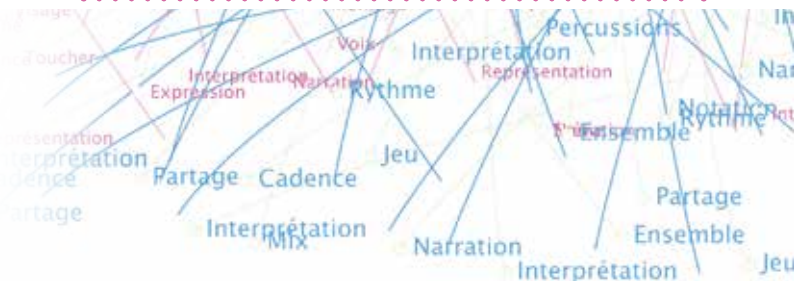 Percussions
Voix
Interprétation
Toucher
Représentation
Interprétation
Narration
Expression
Rythme
Notation
Rythme
Ensemble
Jeu
Partage
Cadence
Partage
Interprétation
Mix
Ensemble
Narration
Jeu
Interprétation